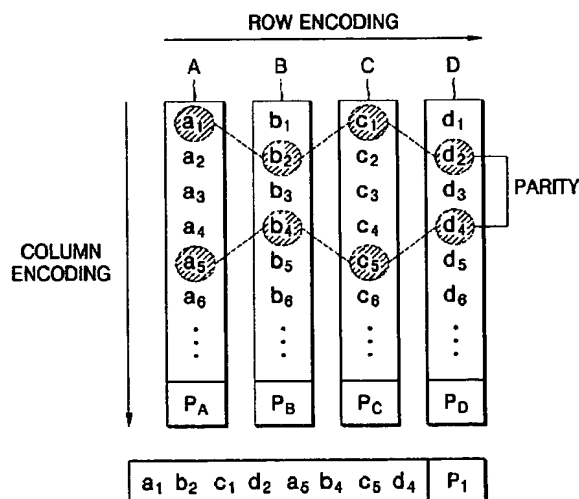 ROW ENCODING
A B C D
a1 b1 c1 d1
a2 b2 c2 d2
a3 b3 c3 d3
PARITY
a4 b4 c4 d4
COLUMN ENCODING
a5 b5 c5 d5
a6 b6 c6 d6
PA PB PC PD
a1 b2 c1 d2 a5 b4 c5 d4 P1